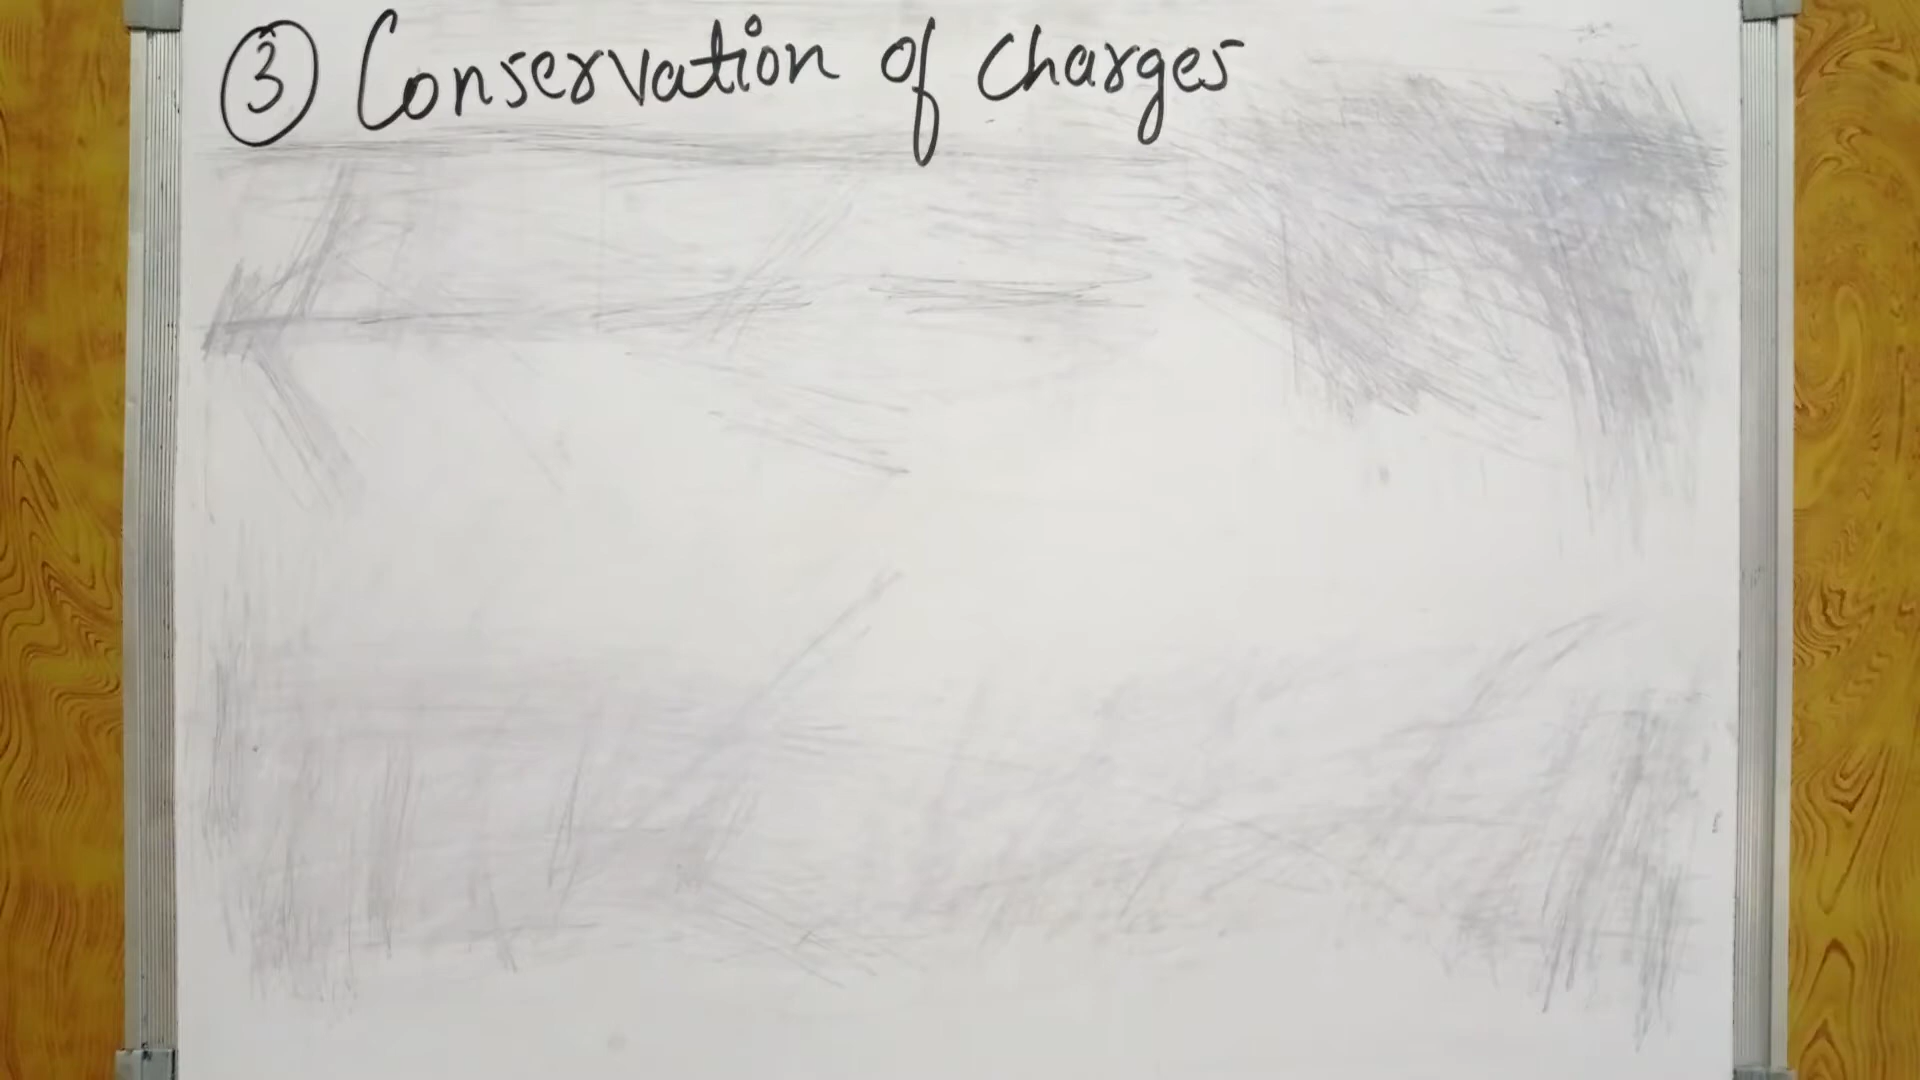 ③ Conservation of charges